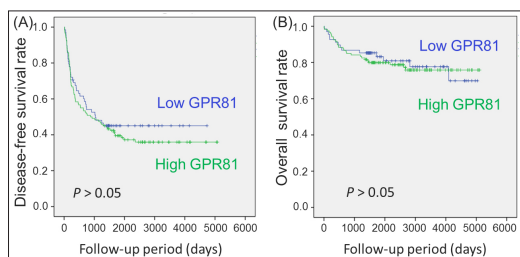 (A)
1.0
0.8
0.6
0.4
0.2
0.0
Disease-free survival rate
Low GPR81
High GPR81
P > 0.05
0 1000 2000 3000 4000 5000 6000
Follow-up period (days)
(B)
1.0
0.8
0.6
0.4
0.2
0.0
Overall survival rate
Low GPR81
High GPR81
P > 0.05
0 1000 2000 3000 4000 5000 6000
Follow-up period (days)